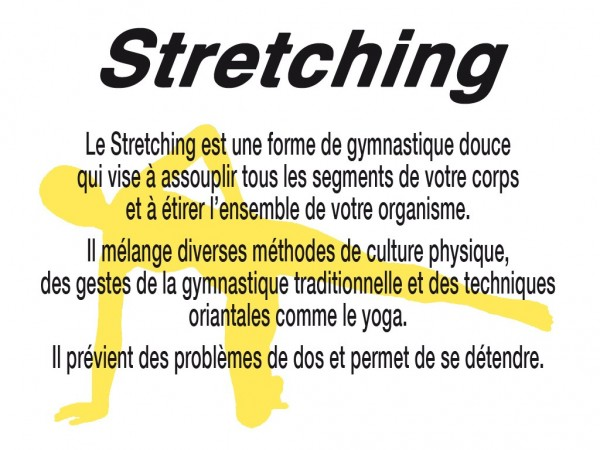 Stretching
Le Stretching est une forme de gymnastique douce
qui vise à assouplir tous les segments de votre corps
et à étirer l'ensemble de votre organisme.
Il mélange diverses méthodes de culture physique,
des gestes de la gymnastique traditionnelle et des techniques
oriantales comme le yoga.
Il prévient des problèmes de dos et permet de se détendre.